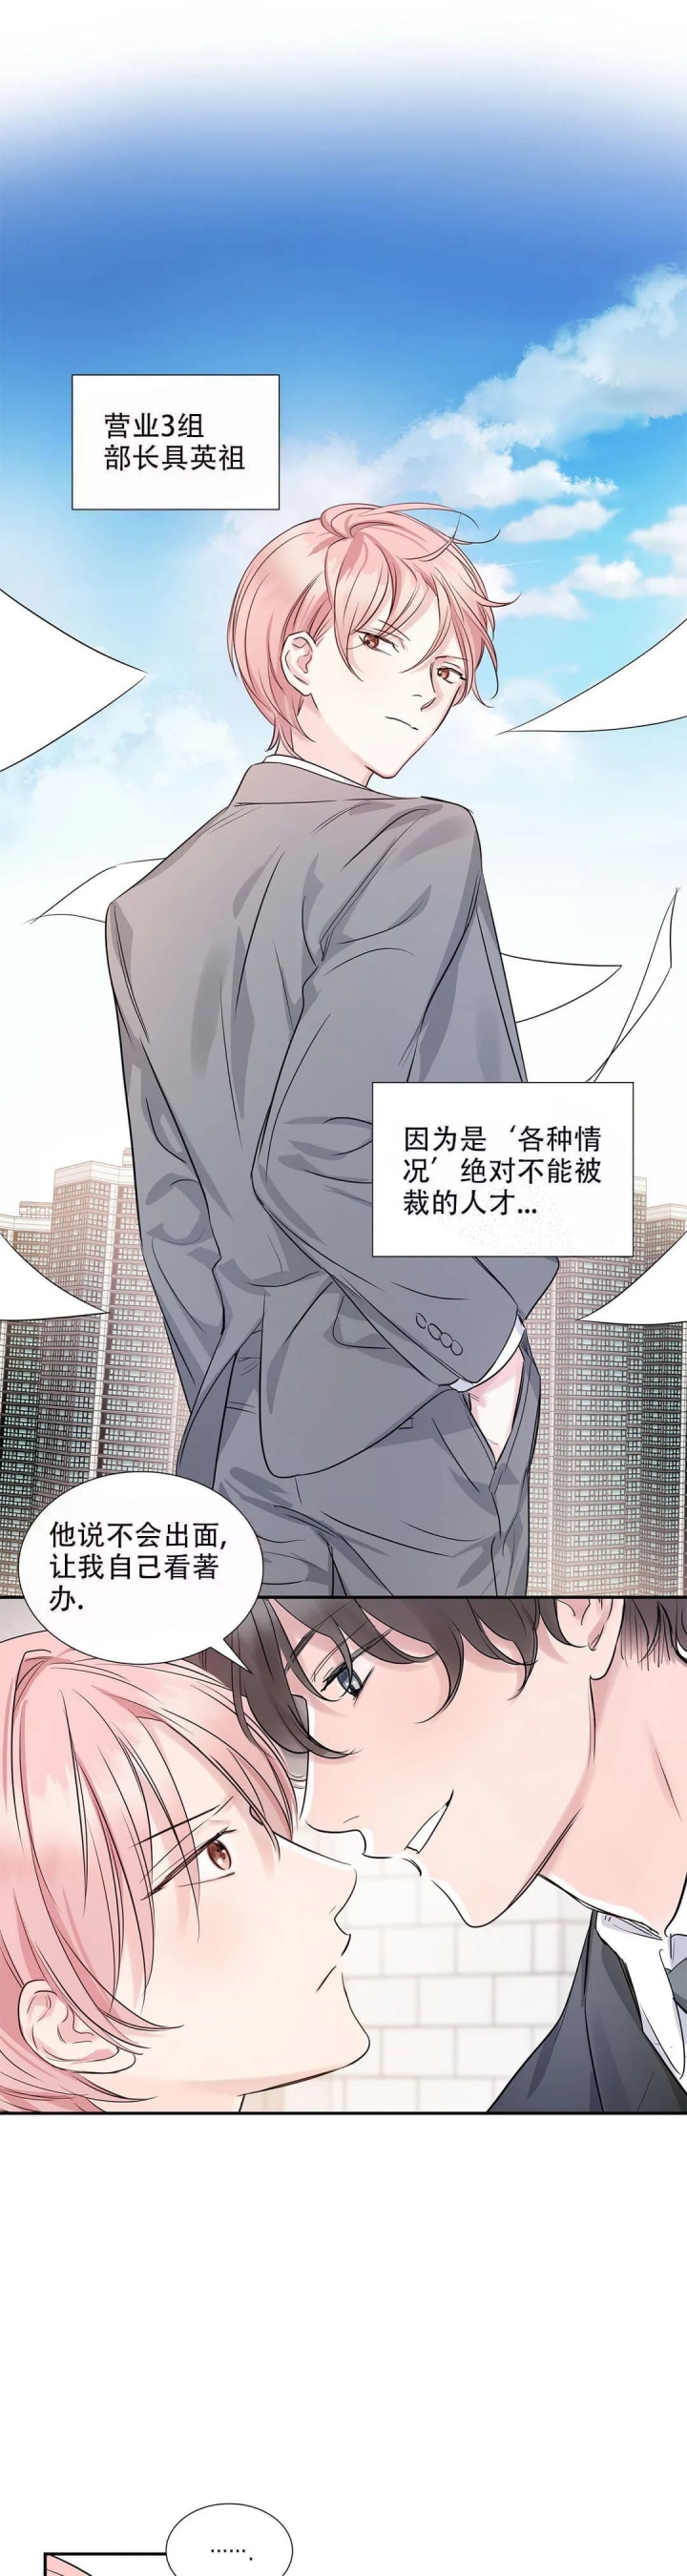 营业3组
部长具英祖
因为是‘各种情
况’绝对不能被
裁的人才...
他说不会出面,
让我自己看著
办.
.......